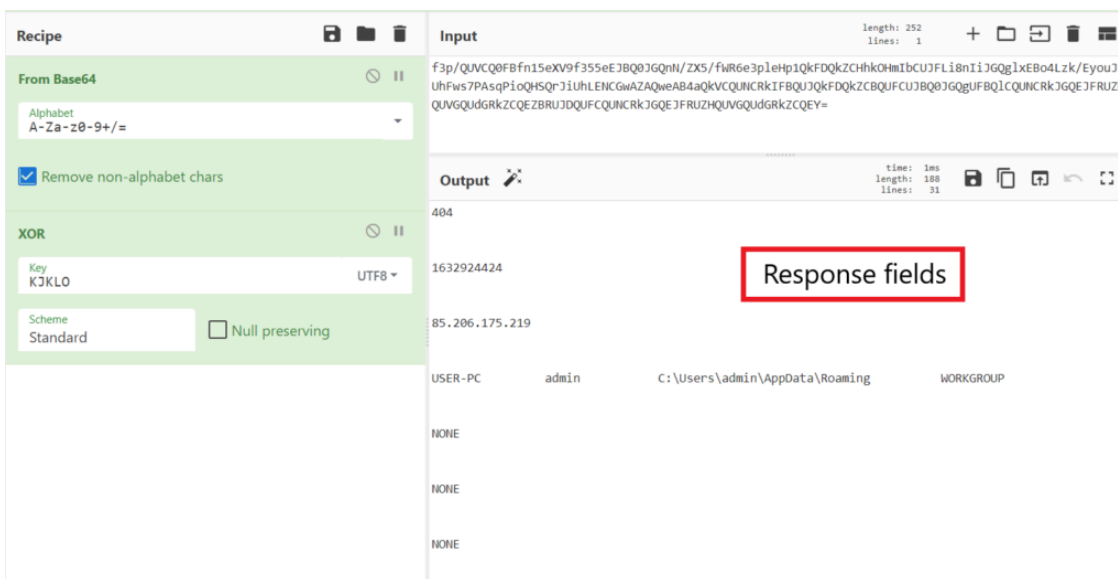 Recipe
Input
length: 252
lines: 1
From Base64
f3p/QUVCQ0FBfn15eXV9f355eEJBQ0JGQnN/ZX5/fWR6e3pleHp1QkFDQkZCHhkOHmIbCUJFLi8nIiJGQglxEBo4Lzk/EyouJ
UhFws7PAsqPioQHSQrJiUhLENCGwAZAQweAB4aQkVCQUNCRkIFBQUJQkFDQkZCBQUFCUJBQ0JGQgUFBQlCQUNCRkJGQEJFRUZ
QUVGQUdGRkZCQEZBRUJDQUFCQUNCRkJGQEJFRUZHQUVGQUdGRkZCQEY=
Alphabet
A-Za-z0-9+/=
Remove non-alphabet chars
Output
time: 1ms
length: 188
lines: 31
XOR
Key
KJKLO
UTF8
Scheme
Standard
Null preserving
404
1632924424
Response fields
85.206.175.219
USER-PC admin C:\Users\admin\AppData\Roaming WORKGROUP
NONE
NONE
NONE